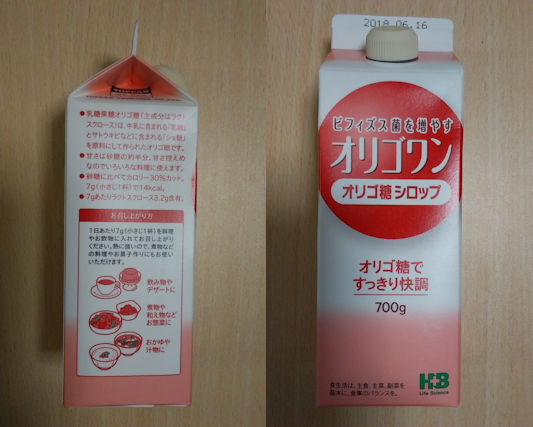 ●乳糖果糖オリゴ糖(主成分はラクト
スクロース)は、牛乳に含まれる「乳糖」
とサトウキビなどに含まれる「ショ糖」
を原料にして作られたオリゴ糖です。
●甘さは砂糖の約半分。甘さ控えめ
なのでいろいろな料理に使えます。
●砂糖に比べてカロリー30%カット。
7g(小さじ1杯)で14kcal。
●7gあたりラクトスクロース3.2g含有。
お召し上がり方
1日あたり7g(小さじ1杯)を料理
やお飲物に入れてお召し上がり
ください。熱に強いので、煮物など
の料理やお菓子作りにもお使い
いただけます。
飲み物や
デザートに
煮物や
和え物など
お惣菜に
おかゆや
汁物に
2018.06.16
ビフィズス菌を増やす
オリゴワン
オリゴ糖シロップ
オリゴ糖で
すっきり快調
700g
食生活は、主食、主菜、副菜を
基本に、食事のバランスを。
H+B
Life Science